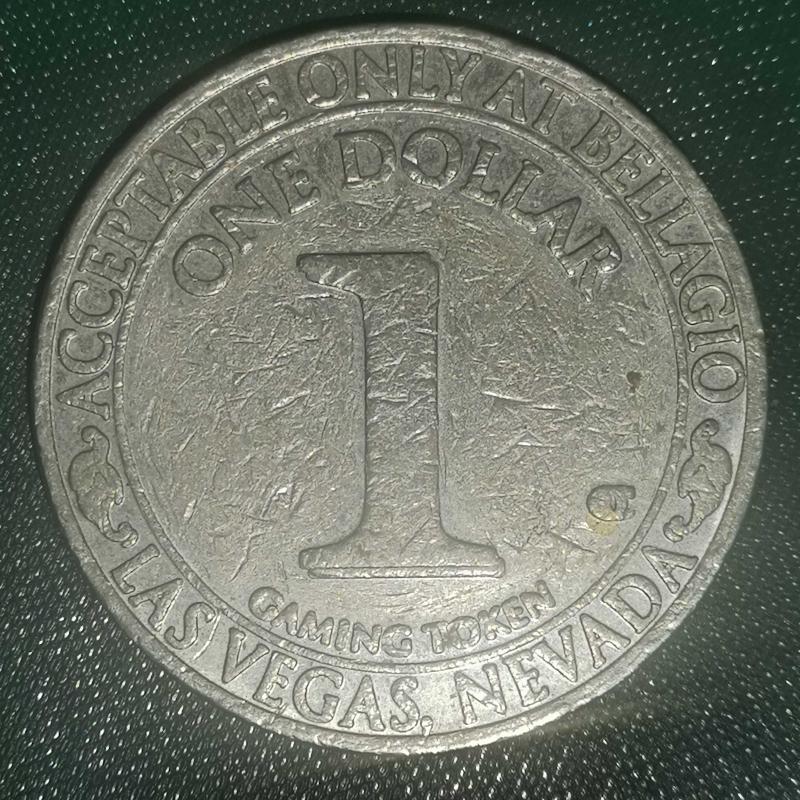 ACCEPTABLE ONLY AT BELLAGIO
ONE DOLLAR
1
GAMING TOKEN
LAS VEGAS, NEVADA